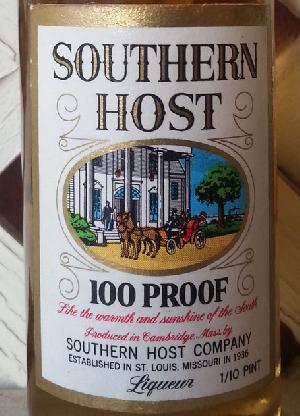 SOUTHERN
HOST
100 PROOF
Like the warmth and sunshine of the South
Produced in Cambridge, Mass. by
SOUTHERN HOST COMPANY
ESTABLISHED IN ST. LOUIS, MISSOURI IN 1936
Liqueur 1/10 PINT